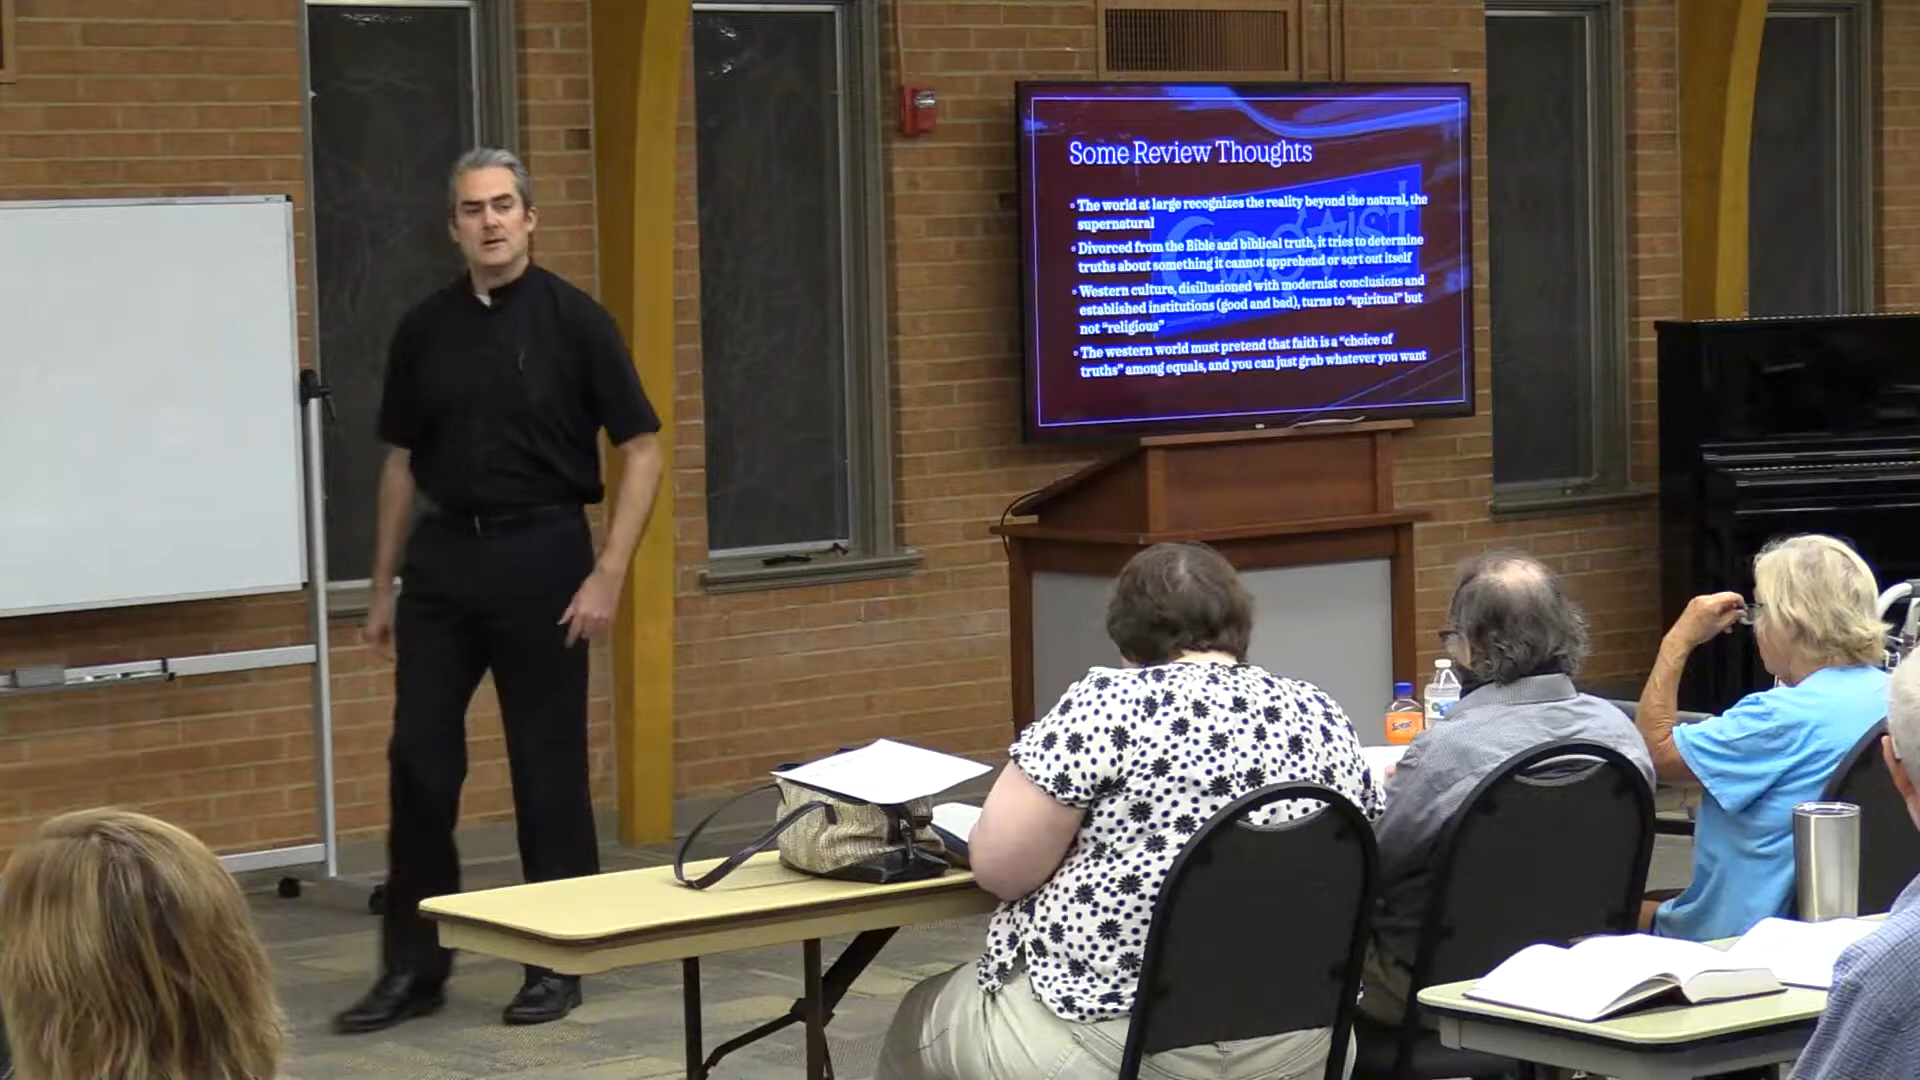 Some Review Thoughts
◦ The world at large recognizes the reality beyond the natural, the
supernatural
◦ Divorced from the Bible and biblical truth, it tries to determine
truths about something it cannot apprehend or sort out itself
◦ Western culture, disillusioned with modernist conclusions and
established institutions (good and bad), turns to “spiritual” but
not “religious”
◦ The western world must pretend that faith is a “choice of
truths” among equals, and you can just grab whatever you want